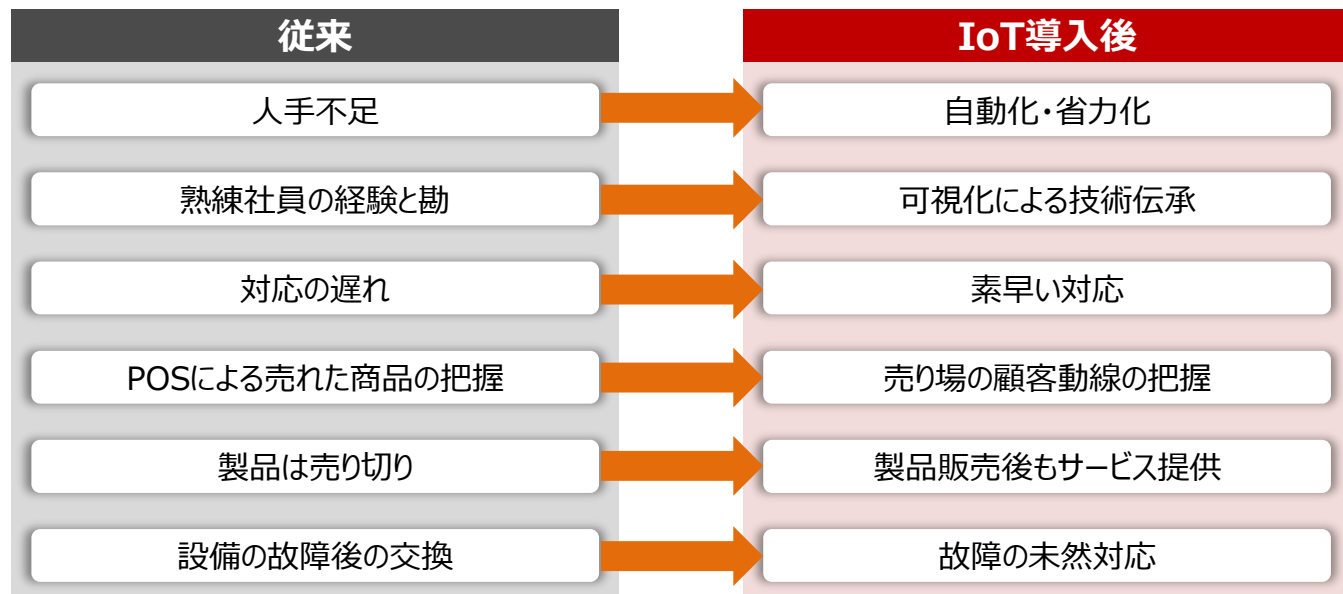 従来
IoT導入後
人手不足
自動化・省力化
熟練社員の経験と勘
可視化による技術伝承
対応の遅れ
素早い対応
POSによる売れた商品の把握
売り場の顧客動線の把握
製品は売り切り
製品販売後もサービス提供
設備の故障後の交換
故障の未然対応